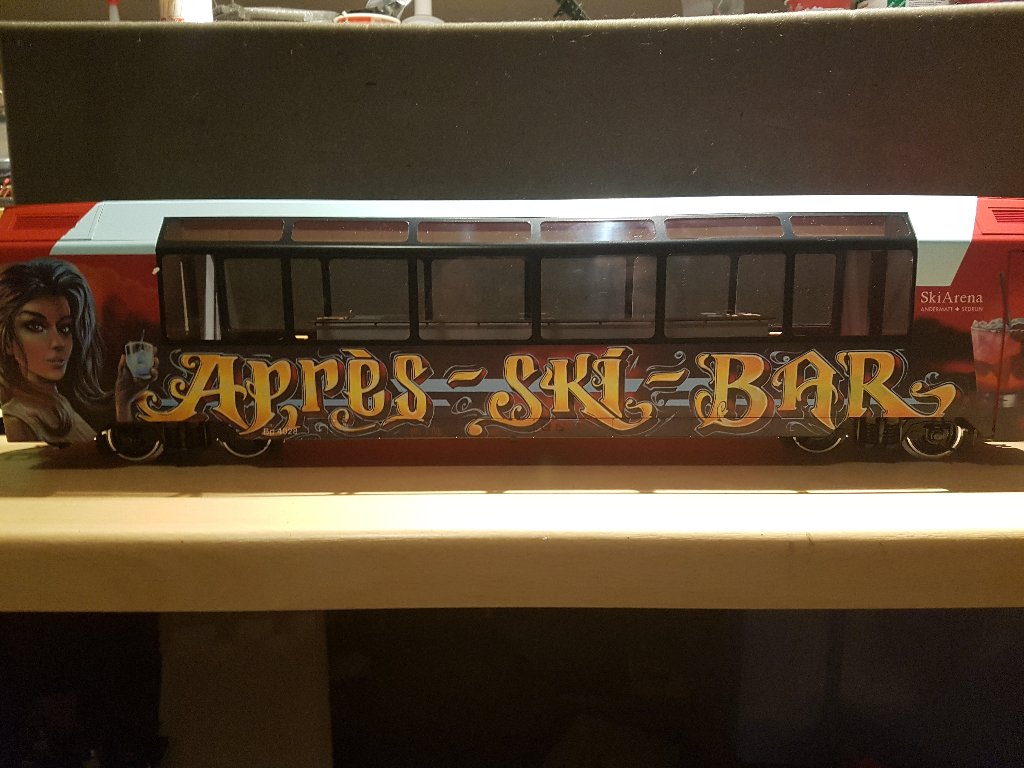 SkiArena
ANDERMATT + SEDRUN
Après-Ski-Bar